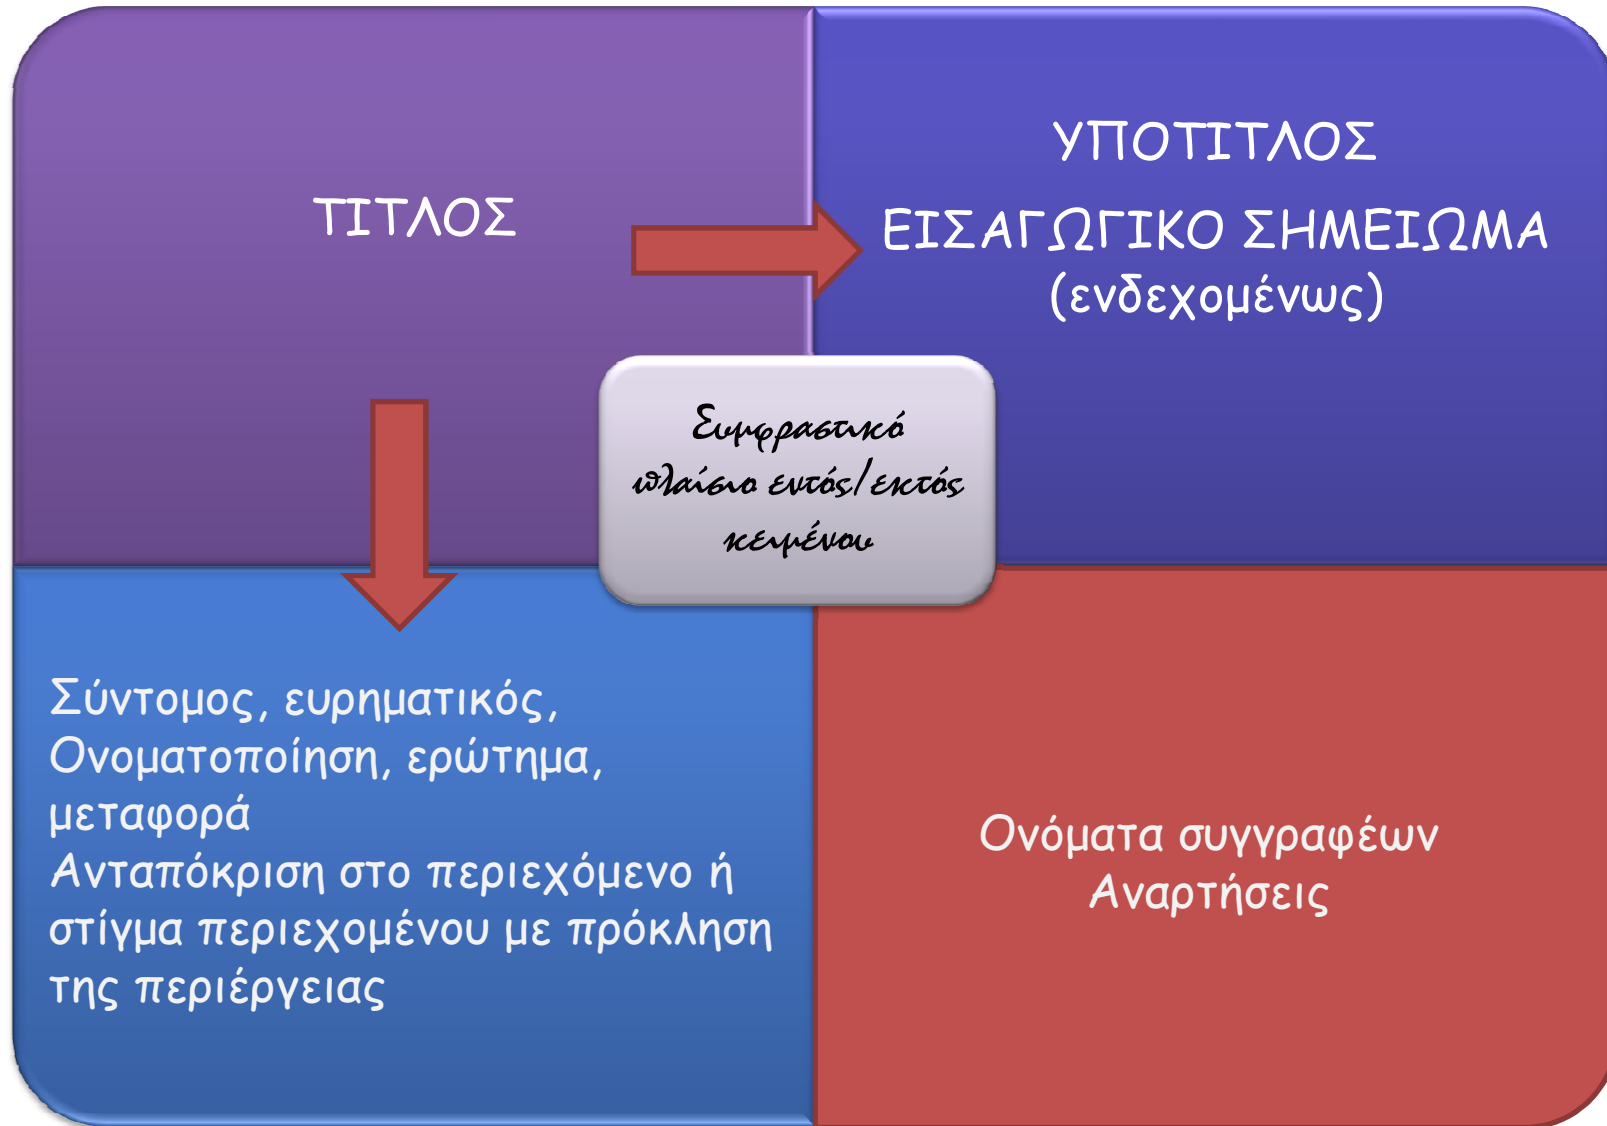 ΤΙΤΛΟΣ
ΥΠΟΤΙΤΛΟΣ
ΕΙΣΑΓΩΓΙΚΟ ΣΗΜΕΙΩΜΑ
(ενδεχομένως)
Συμφραστικό
πλαίσιο εντός/εκτός
κειμένου
Σύντομος, ευρηματικός,
Ονοματοποίηση, ερώτημα,
μεταφορά
Ανταπόκριση στο περιεχόμενο ή
στίγμα περιεχομένου με πρόκληση
της περιέργειας
Ονόματα συγγραφέων
Αναρτήσεις